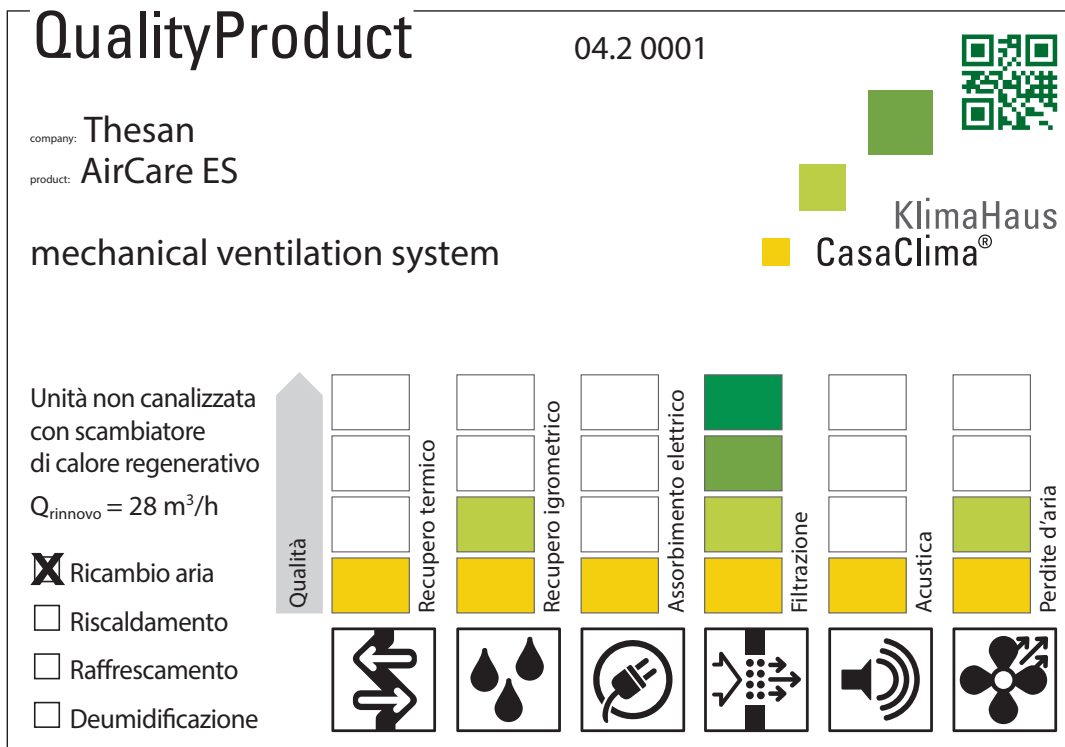 QualityProduct
04.2 0001
company: Thesan
product: AirCare ES
mechanical ventilation system
KlimaHaus
CasaClima®
Unità non canalizzata
con scambiatore
di calore regenerativo
Qrinnovo = 28 m³/h
X Ricambio aria
Riscaldamento
Raffrescamento
Deumidificazione
Qualità
Recupero termico
Recupero igrometrico
Assorbimento elettrico
Filtrazione
Acustica
Perdite d'aria